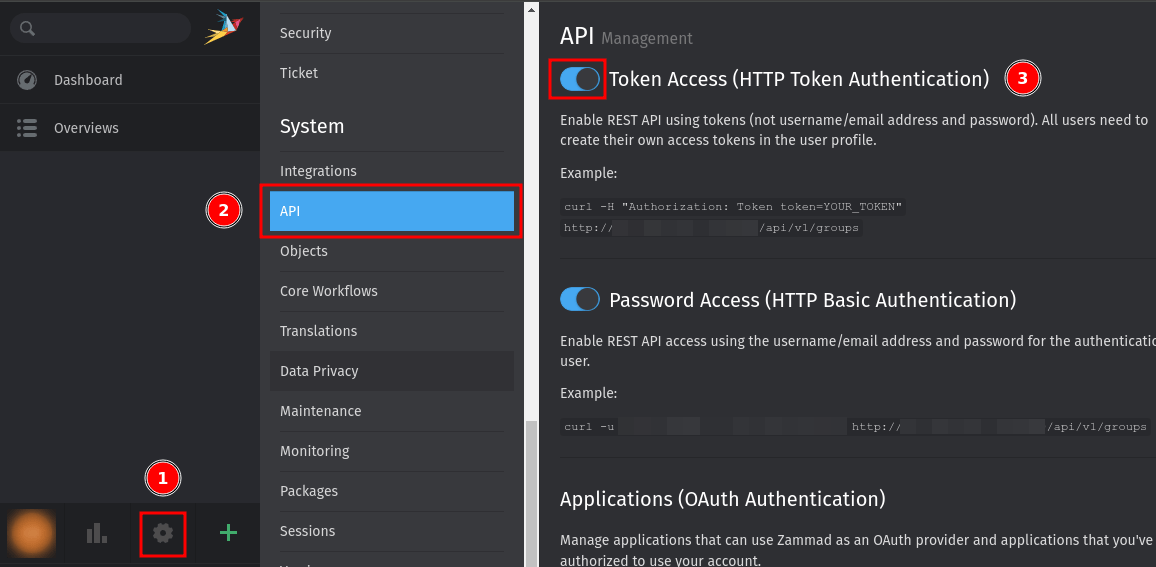 Dashboard
Overviews
1
Security
Ticket
System
Integrations
2
API
Objects
Core Workflows
Translations
Data Privacy
Maintenance
Monitoring
Packages
Sessions
API Management
Token Access (HTTP Token Authentication)
3
Enable REST API using tokens (not username/email address and password). All users need to
create their own access tokens in the user profile.
Example:
curl -H "Authorization: Token token=YOUR_TOKEN"
http:// /api/v1/groups
Password Access (HTTP Basic Authentication)
Enable REST API access using the username/email address and password for the
user.
Example:
curl -u http:// /api/v1/groups
Applications (OAuth Authentication)
Manage applications that can use Zammad as an OAuth provider and applications that you've
authorized to use your account.